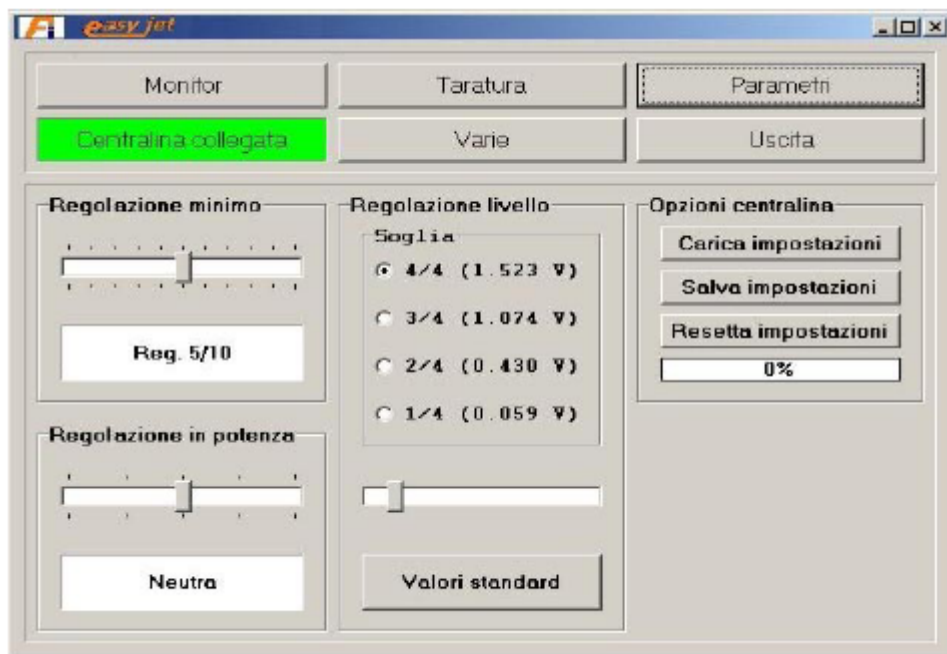 easy jet
Monitor
Taratura
Parametri
Centralina collegata
Varie
Uscita
Regolazione minimo
Reg. 5/10
Regolazione in potenza
Neutra
Regolazione livello
Soglia
4/4 (1.523 V)
3/4 (1.074 V)
2/4 (0.430 V)
1/4 (0.059 V)
Valori standard
Opzioni centralina
Carica impostazioni
Salva impostazioni
Resetta impostazioni
0%